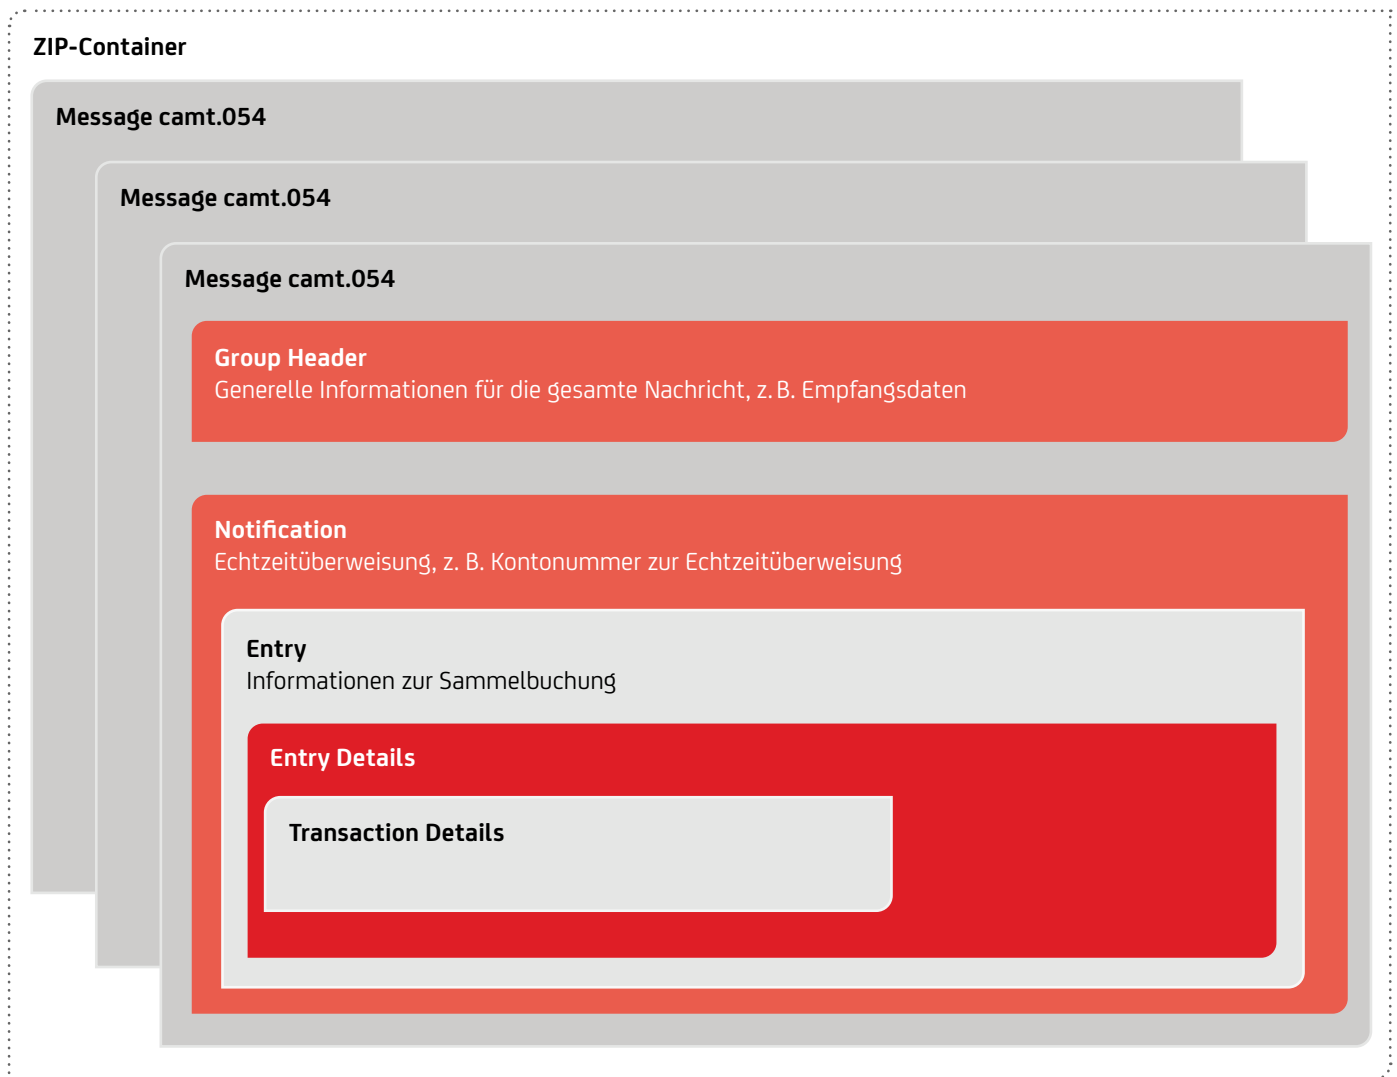 ZIP-Container
Message camt.054
Message camt.054
Message camt.054
Group Header
Generelle Informationen für die gesamte Nachricht, z. B. Empfangsdaten
Notification
Echtzeitüberweisung, z. B. Kontonummer zur Echtzeitüberweisung
Entry
Informationen zur Sammelbuchung
Entry Details
Transaction Details